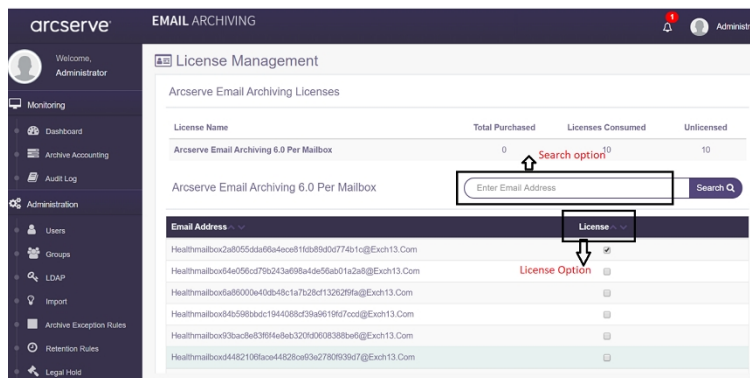 arcserve®
EMAIL ARCHIVING
1
Administr
Welcome,
Administrator
Monitoring
Dashboard
Archive Accounting
Audit Log
Administration
Users
Groups
LDAP
Import
Archive Exception Rules
Retention Rules
Legal Hold
License Management
Arcserve Email Archiving Licenses
License Name Total Purchased Licenses Consumed Unlicensed
Arcserve Email Archiving 6.0 Per Mailbox 0 10 10
Search option
Arcserve Email Archiving 6.0 Per Mailbox Enter Email Address Search
Email Address License
Healthmailbox2a8055dda66a4ece81fdb89d0d774b1c@Exch13.Com
Healthmailbox64e056cd79b243a698a4de56ab01a2a8@Exch13.Com
License Option
Healthmailbox6a86000e40db48c1a7b28cf13262f9fa@Exch13.Com
Healthmailbox84b598bbdc1944088cf39a9619fd7ccd@Exch13.Com
Healthmailbox93bac8e83f6f4e8eb320fd0608388be6@Exch13.Com
Healthmailboxd4482106face44828ce93e2780f939d7@Exch13.Com